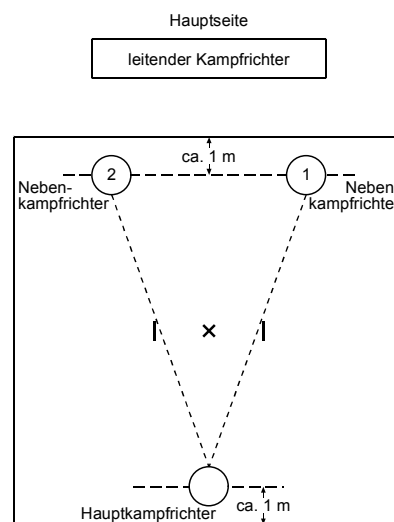 Hauptseite
leitender Kampfrichter
ca. 1 m
2
1
Neben-
kampfrichter
Neben
kampfrichte
Hauptkampfrichter
ca. 1 m